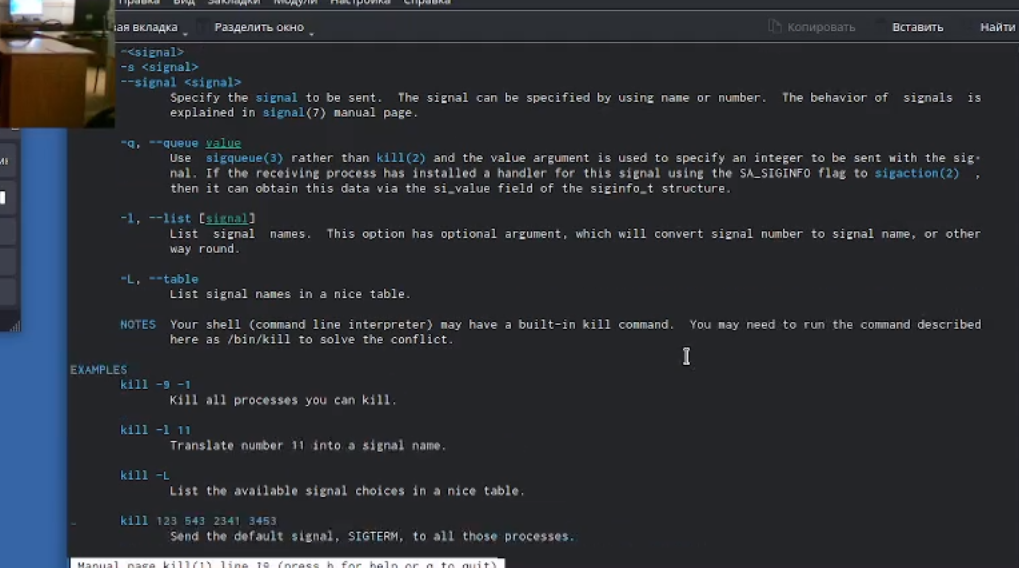 Правка Вид Закладки Модули Настройка Справка
ая вкладка Разделить окно Копировать Вставить Найти
-<signal>
-s <signal>
--signal <signal>
Specify the signal to be sent. The signal can be specified by using name or number. The behavior of signals is
explained in signal(7) manual page.
-q, --queue value
Use sigqueue(3) rather than kill(2) and the value argument is used to specify an integer to be sent with the sig-
nal. If the receiving process has installed a handler for this signal using the SA_SIGINFO flag to sigaction(2) ,
then it can obtain this data via the si_value field of the siginfo_t structure.
-l, --list [signal]
List signal names. This option has optional argument, which will convert signal number to signal name, or other
way round.
-L, --table
List signal names in a nice table.
NOTES Your shell (command line interpreter) may have a built-in kill command. You may need to run the command described
here as /bin/kill to solve the conflict.
EXAMPLES
kill -9 -1
Kill all processes you can kill.
kill -l 11
Translate number 11 into a signal name.
kill -L
List the available signal choices in a nice table.
kill 123 543 2341 3453
Send the default signal, SIGTERM, to all those processes.
Manual page kill(1) line 19 (press h for help or q to quit)